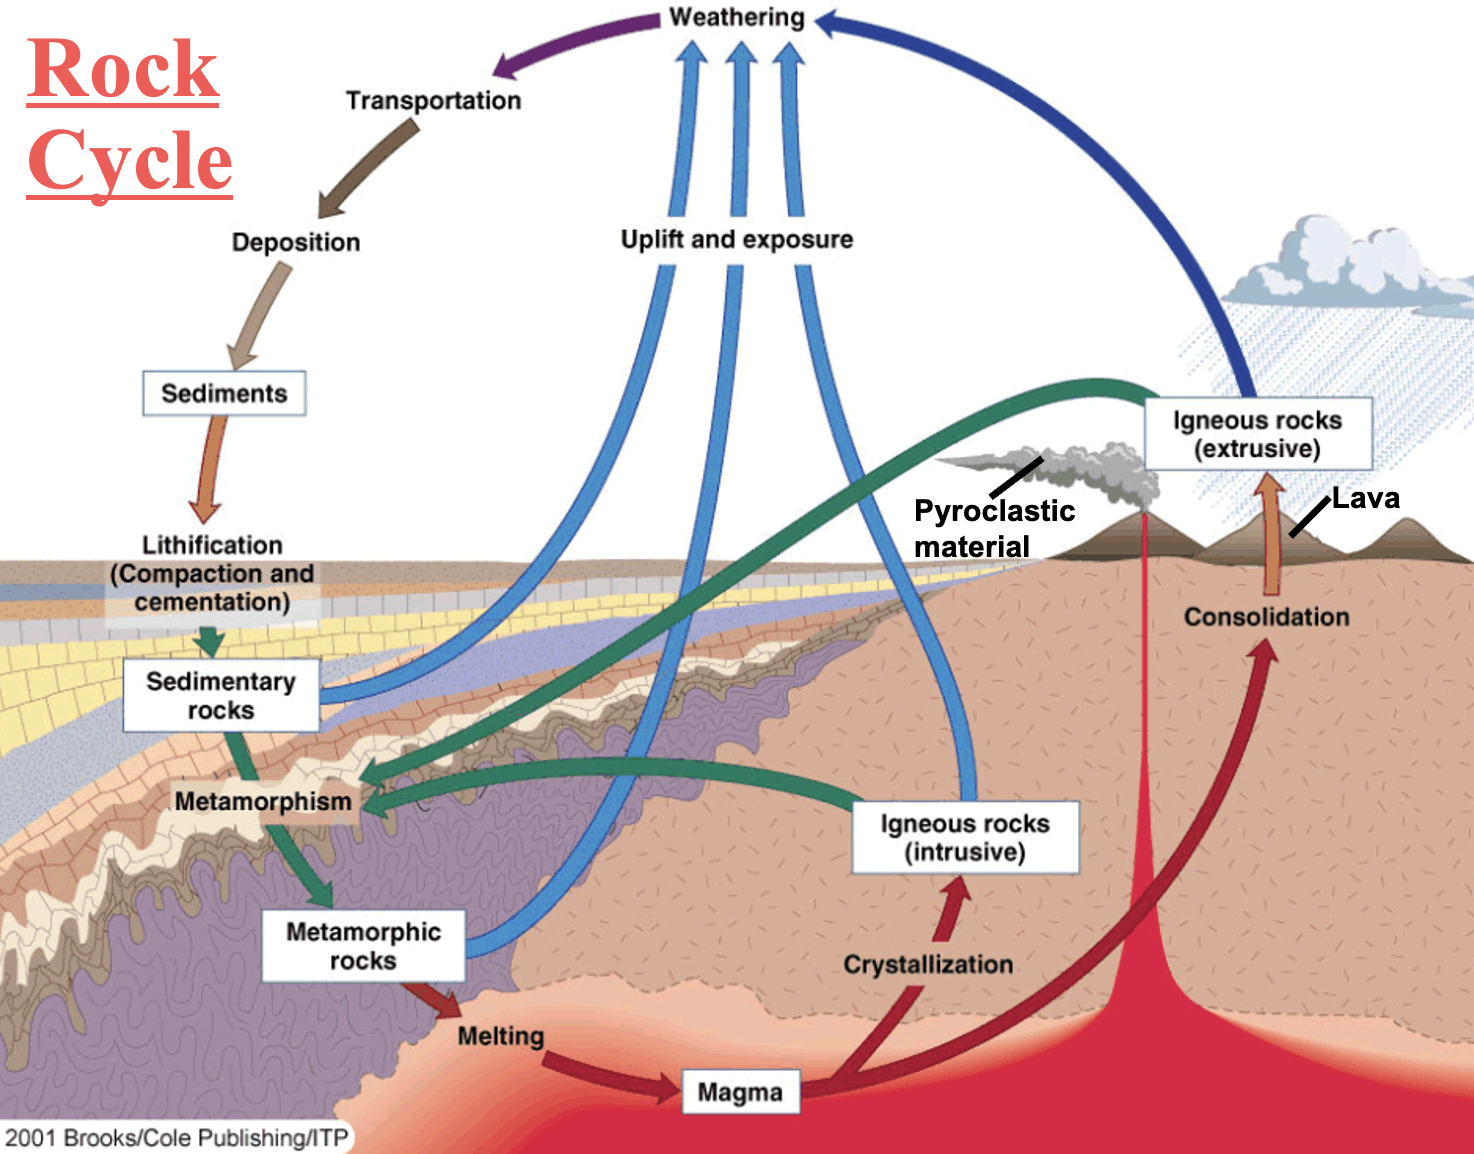 Rock
Cycle
Weathering
Transportation
Deposition
Uplift and exposure
Sediments
Igneous rocks
(extrusive)
Pyroclastic
material
Lava
Lithification
(Compaction and
cementation)
Consolidation
Sedimentary
rocks
Metamorphism
Igneous rocks
(intrusive)
Metamorphic
rocks
Crystallization
Melting
Magma
2001 Brooks/Cole Publishing/ITP